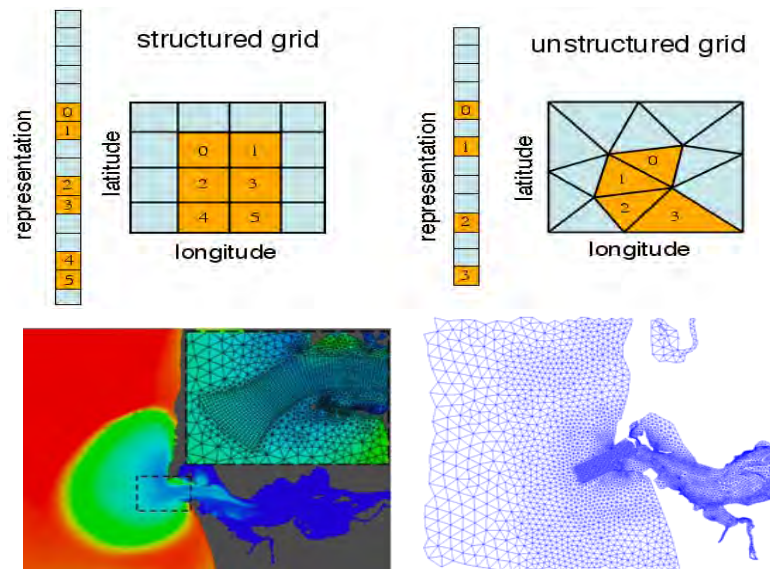 structured grid
representation
0
1
2
3
4
5
latitude
0 1
2 3
4 5
longitude
unstructured grid
representation
0
1
2
3
latitude
0
1
2
3
longitude